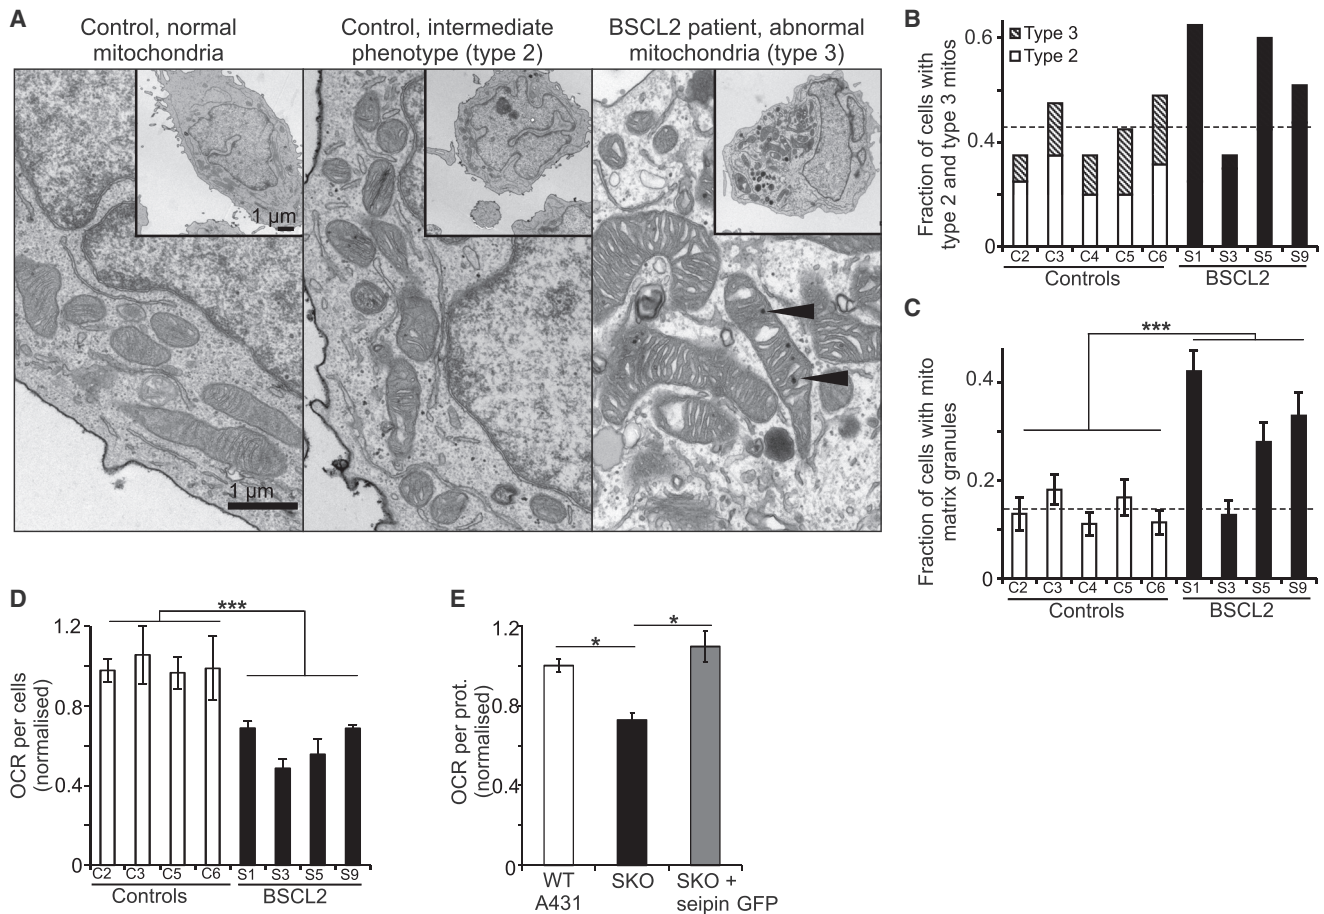 A
Control, normal
mitochondria
Control, intermediate
phenotype (type 2)
BSCL2 patient, abnormal
mitochondria (type 3)
1 µm
1 µm
B
Fraction of cells with
type 2 and type 3 mitos
Type 3
Type 2
0.6
0.4
0
C2 C3 C4 C5 C6 S1 S3 S5 S9
Controls BSCL2
C
Fraction of cells with mito
matrix granules
***
0.4
0.2
0
C2 C3 C4 C5 C6 S1 S3 S5 S9
Controls BSCL2
D
OCR per cells
(normalised)
***
1.2
0.8
0.4
0
C2 C3 C5 C6 S1 S3 S5 S9
Controls BSCL2
E
OCR per prot.
(normalised)
* *
1.2
0.8
0.4
0
WT SKO SKO +
A431 seipin GFP